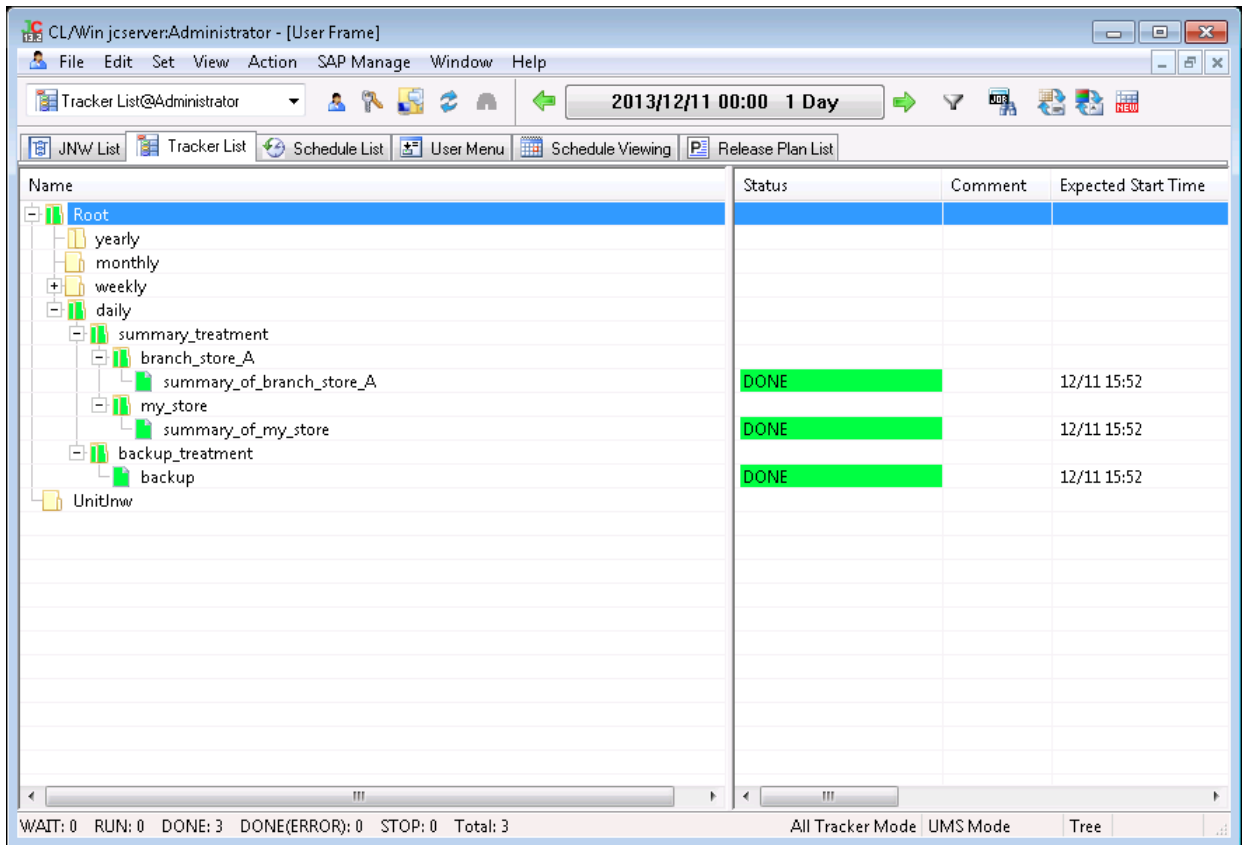 CL/Win jcserver:Administrator - [User Frame]
File Edit Set View Action SAP Manage Window Help
Tracker List@Administrator 2013/12/11 00:00 1 Day JOB NEW
JNW List Tracker List Schedule List User Menu Schedule Viewing Release Plan List
Name Status Comment Expected Start Time
Root
yearly
monthly
weekly
daily
summary_treatment
branch_store_A
summary_of_branch_store_A DONE 12/11 15:52
my_store
summary_of_my_store DONE 12/11 15:52
backup_treatment
backup DONE 12/11 15:52
UnitJnw
WAIT: 0 RUN: 0 DONE: 3 DONE(ERROR): 0 STOP: 0 Total: 3 All Tracker Mode UMS Mode Tree